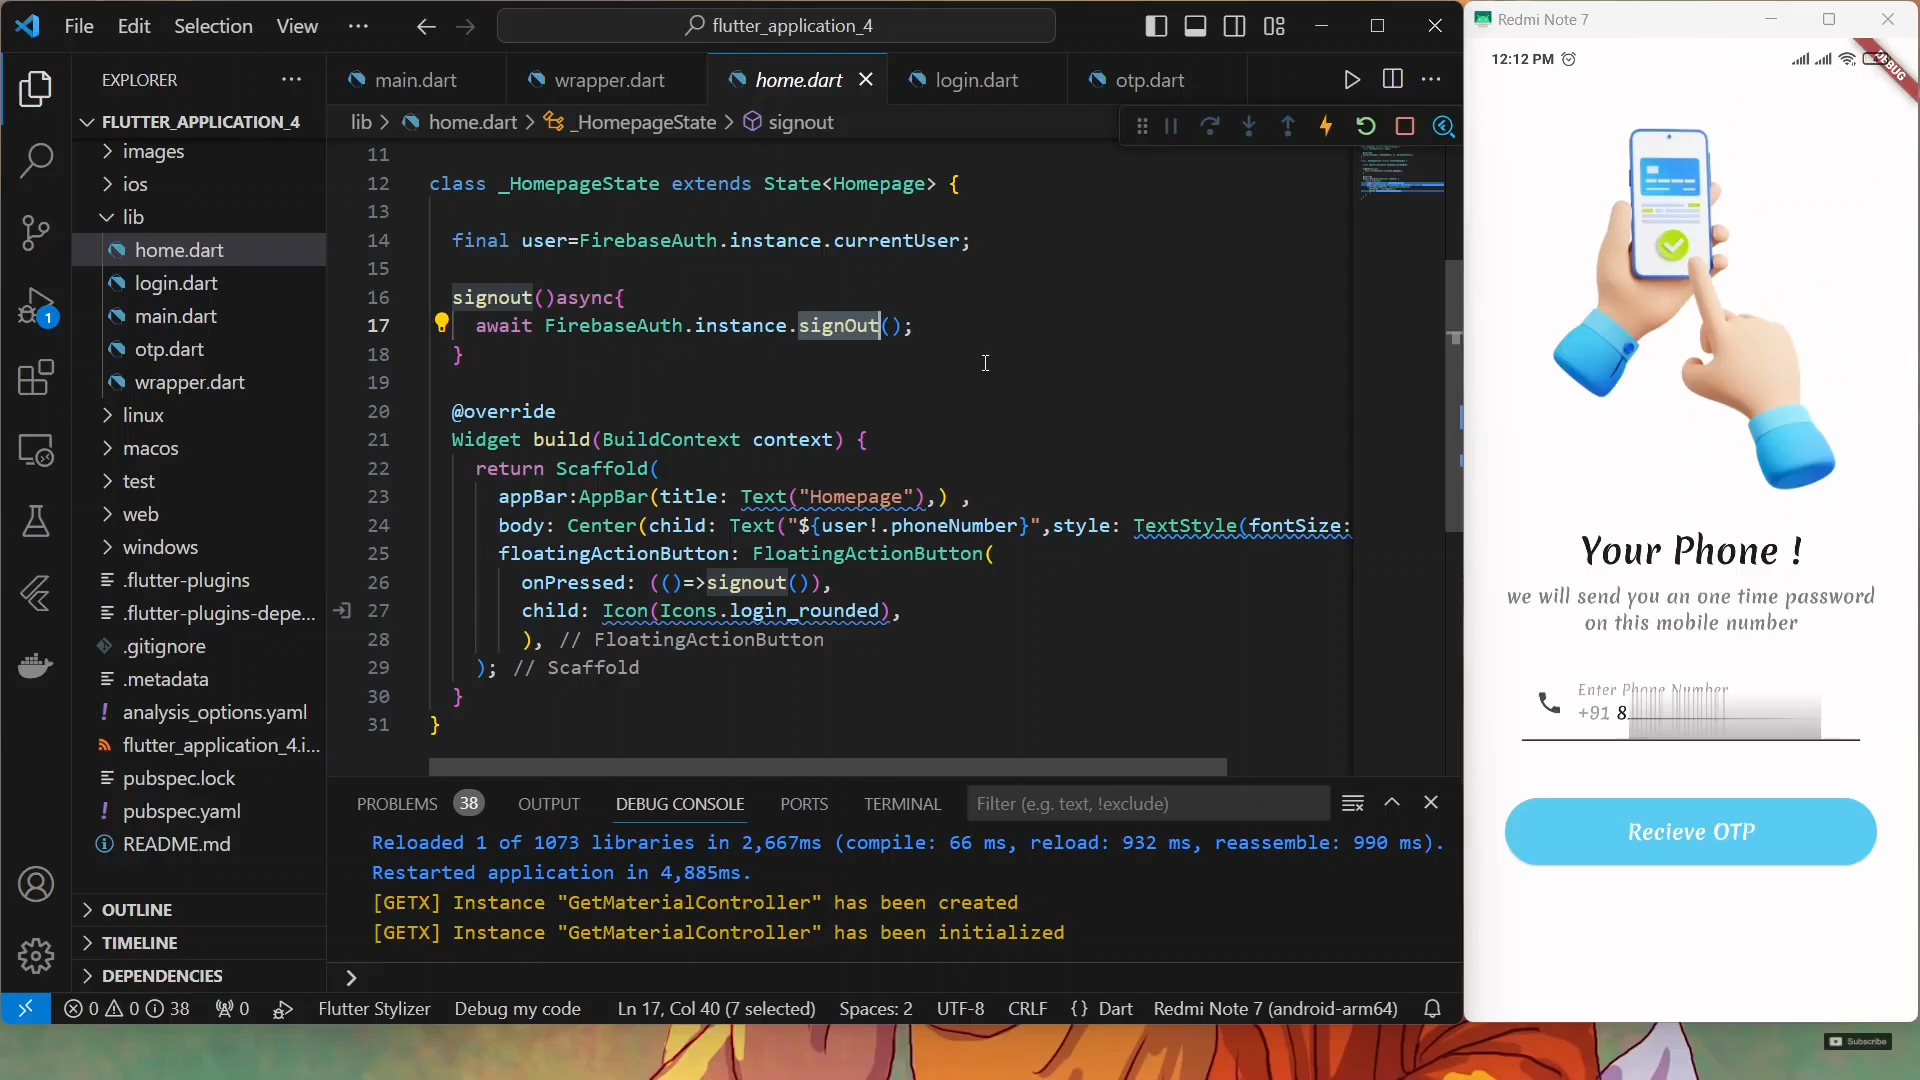 File Edit Selection View ···
flutter_application_4
Redmi Note 7
12:12 PM
DEBUG
EXPLORER
main.dart
wrapper.dart
home.dart
login.dart
otp.dart
FLUTTER_APPLICATION_4
lib > home.dart > _HomepageState > signout
images
ios
lib
home.dart
login.dart
main.dart
otp.dart
wrapper.dart
linux
macos
test
web
windows
.flutter-plugins
.flutter-plugins-depe...
.gitignore
.metadata
analysis_options.yaml
flutter_application_4.i...
pubspec.lock
pubspec.yaml
README.md
OUTLINE
TIMELINE
DEPENDENCIES
1
11
12 class _HomepageState extends State<Homepage> {
13
14 final user=FirebaseAuth.instance.currentUser;
15
16 signout()async{
17 await FirebaseAuth.instance.signOut();
18 }
19
20 @override
21 Widget build(BuildContext context) {
22 return Scaffold(
23 appBar:AppBar(title: Text("Homepage"),) ,
24 body: Center(child: Text("${user!.phoneNumber}",style: TextStyle(fontSize:
25 floatingActionButton: FloatingActionButton(
26 onPressed: (()=>signout()),
27 child: Icon(Icons.login_rounded),
28 ), // FloatingActionButton
29 ); // Scaffold
30 }
31 }
PROBLEMS 38 OUTPUT DEBUG CONSOLE PORTS TERMINAL Filter (e.g. text, !exclude)
Reloaded 1 of 1073 libraries in 2,667ms (compile: 66 ms, reload: 932 ms, reassemble: 990 ms).
Restarted application in 4,885ms.
[GETX] Instance "GetMaterialController" has been created
[GETX] Instance "GetMaterialController" has been initialized
>
0 0 38 0 Flutter Stylizer Debug my code Ln 17, Col 40 (7 selected) Spaces: 2 UTF-8 CRLF {} Dart Redmi Note 7 (android-arm64)
Your Phone !
we will send you an one time password
on this mobile number
Enter Phone Number
+91 8
Recieve OTP
Subscribe